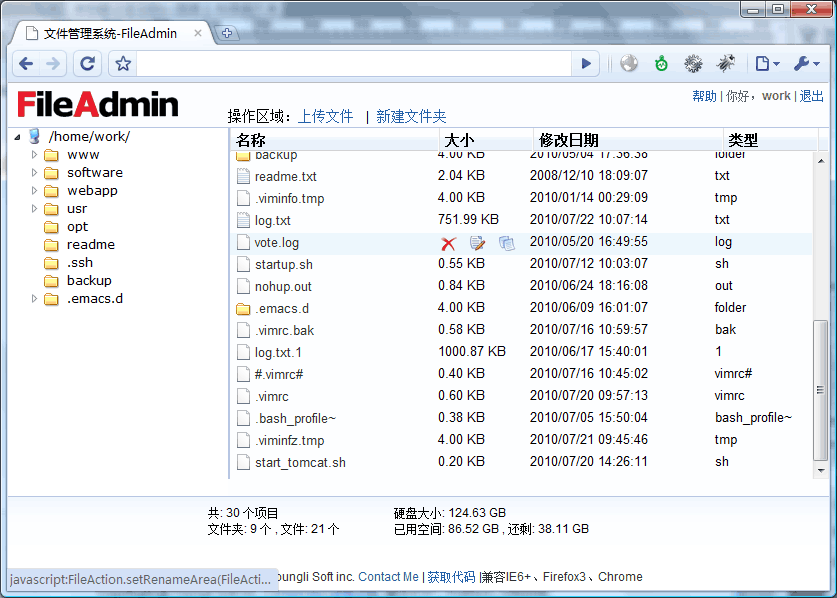 文件管理系统-FileAdmin
FileAdmin
操作区域：上传文件 | 新建文件夹
帮助 | 你好，work | 退出
/home/work/
www
software
webapp
usr
opt
readme
.ssh
backup
.emacs.d
名称 大小 修改日期 类型
backup 4.00 KB 2010/05/04 17:36:38 folder
readme.txt 2.04 KB 2008/12/10 18:09:07 txt
.viminfo.tmp 4.00 KB 2010/01/14 00:29:09 tmp
log.txt 751.99 KB 2010/07/22 10:07:14 txt
vote.log 2010/05/20 16:49:55 log
startup.sh 0.55 KB 2010/07/12 10:03:07 sh
nohup.out 0.84 KB 2010/06/24 18:16:08 out
.emacs.d 4.00 KB 2010/06/09 16:01:07 folder
.vimrc.bak 0.58 KB 2010/07/16 10:59:57 bak
log.txt.1 1000.87 KB 2010/06/17 15:40:01 1
#.vimrc# 0.40 KB 2010/07/16 10:45:02 vimrc#
.vimrc 0.60 KB 2010/07/20 09:57:13 vimrc
.bash_profile~ 0.38 KB 2010/07/05 15:50:04 bash_profile~
.viminfz.tmp 4.00 KB 2010/07/21 09:45:46 tmp
start_tomcat.sh 0.20 KB 2010/07/20 14:26:11 sh
共: 30 个项目 硬盘大小: 124.63 GB
文件夹: 9 个 , 文件: 21 个 已用空间: 86.52 GB , 还剩: 38.11 GB
javascript:FileAction.setRenameArea(FileActi...
oungli Soft inc. Contact Me | 获取代码 |兼容IE6+、Firefox3、Chrome